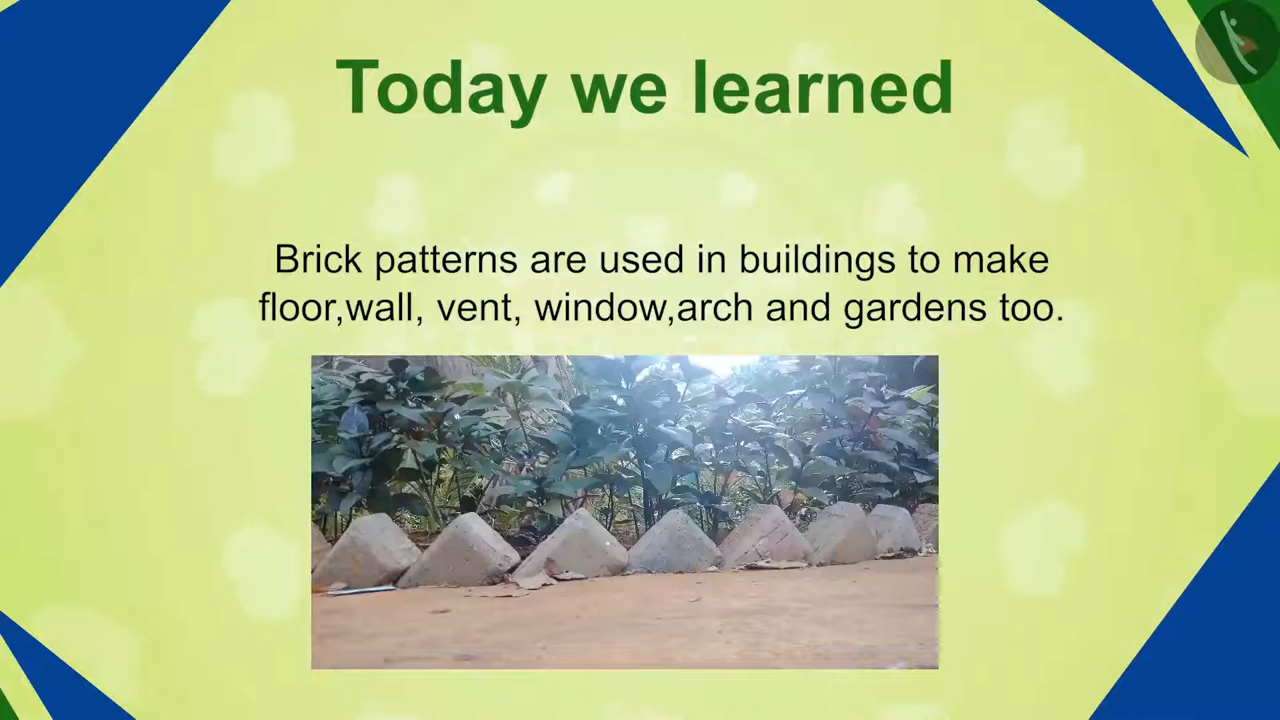 Today we learned
Brick patterns are used in buildings to make
floor,wall, vent, window,arch and gardens too.